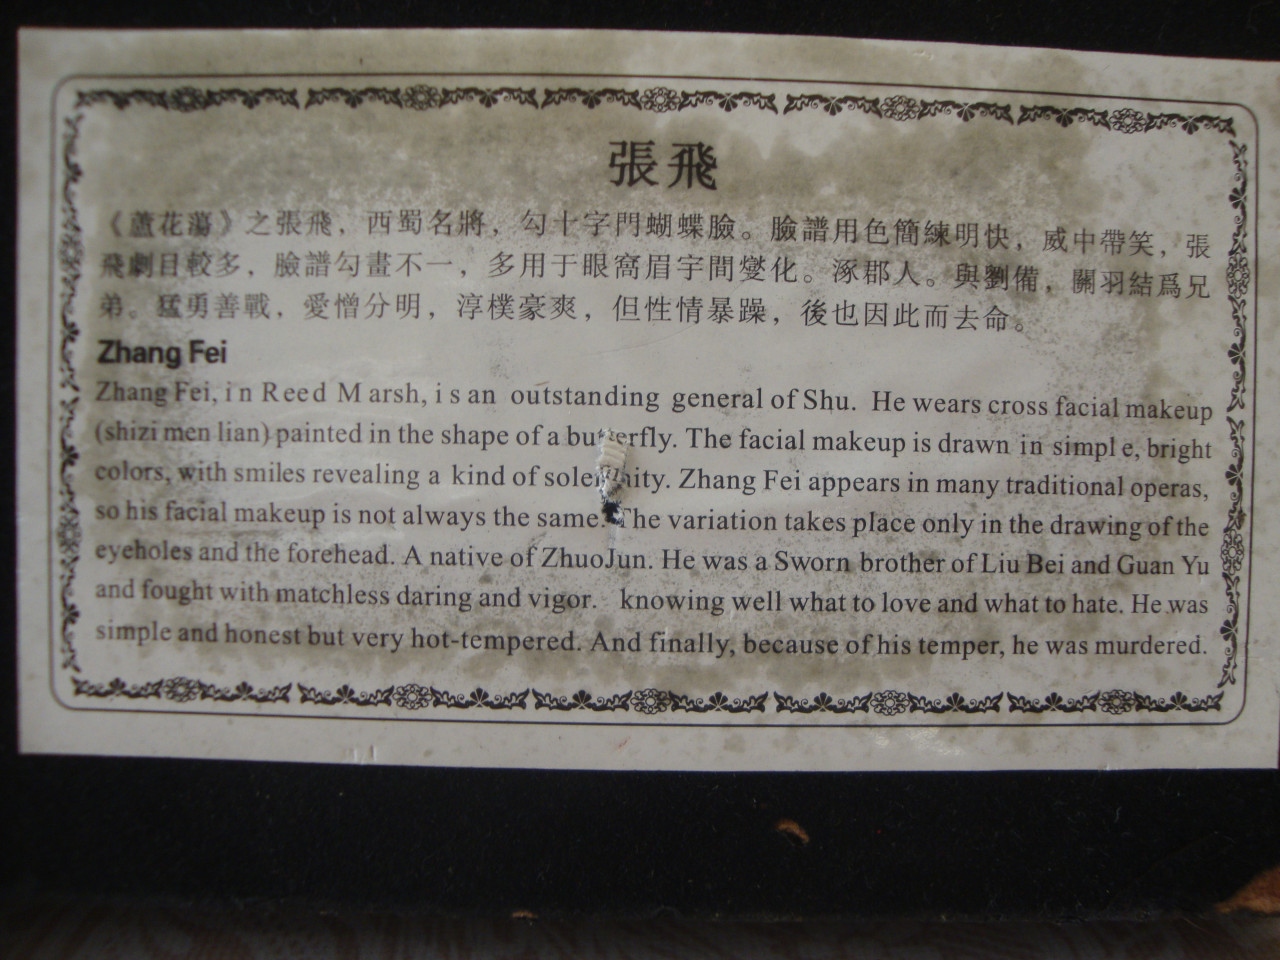 張飛
《蘆花蕩》之張飛，西蜀名將，勾十字門蝴蝶臉。臉譜用色簡練明快，威中帶笑，張
飛劇目較多，臉譜勾畫不一，多用于眼窩眉宇間變化。涿郡人。與劉備，關羽結爲兄
弟。猛勇善戰，愛憎分明，淳樸豪爽，但性情暴躁，後也因此而去命。
Zhang Fei
Zhang Fei, in Reed Marsh, is an outstanding general of Shu. He wears cross facial makeup
(shizi men lian) painted in the shape of a butterfly. The facial makeup is drawn in simple, bright
colors, with smiles revealing a kind of solemnity. Zhang Fei appears in many traditional operas,
so his facial makeup is not always the same. The variation takes place only in the drawing of the
eyeholes and the forehead. A native of ZhuoJun. He was a Sworn brother of Liu Bei and Guan Yu
and fought with matchless daring and vigor. knowing well what to love and what to hate. He was
simple and honest but very hot-tempered. And finally, because of his temper, he was murdered.